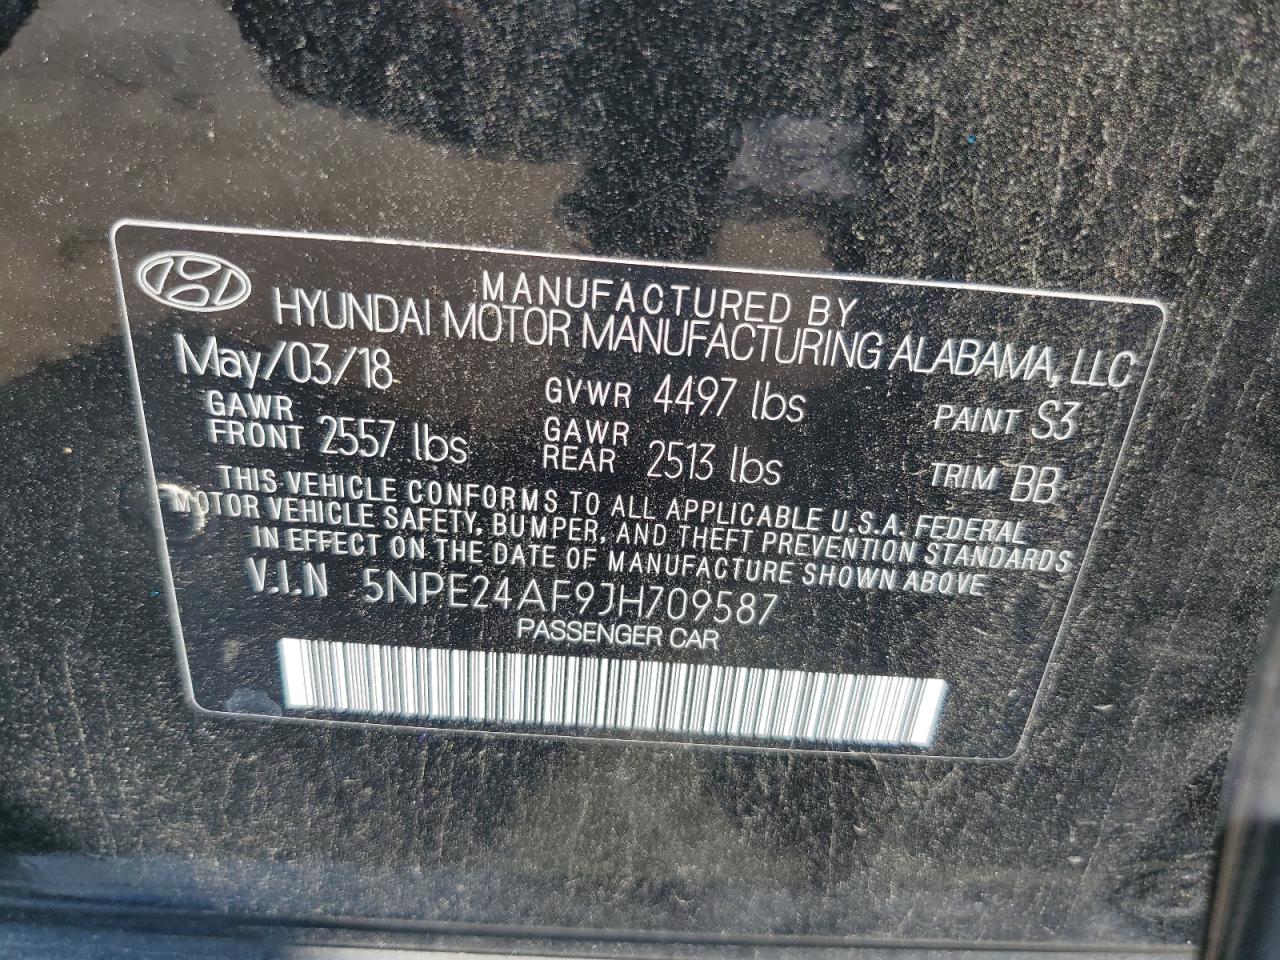 MANUFACTURED BY
HYUNDAI MOTOR MANUFACTURING ALABAMA, LLC
May/03/18 GVWR 4497 lbs PAINT S3
GAWR FRONT 2557 lbs GAWR REAR 2513 lbs TRIM BB
THIS VEHICLE CONFORMS TO ALL APPLICABLE U.S.A. FEDERAL
MOTOR VEHICLE SAFETY, BUMPER, AND THEFT PREVENTION STANDARDS
IN EFFECT ON THE DATE OF MANUFACTURE SHOWN ABOVE,
V.I.N 5NPE24AF9JH709587
PASSENGER CAR